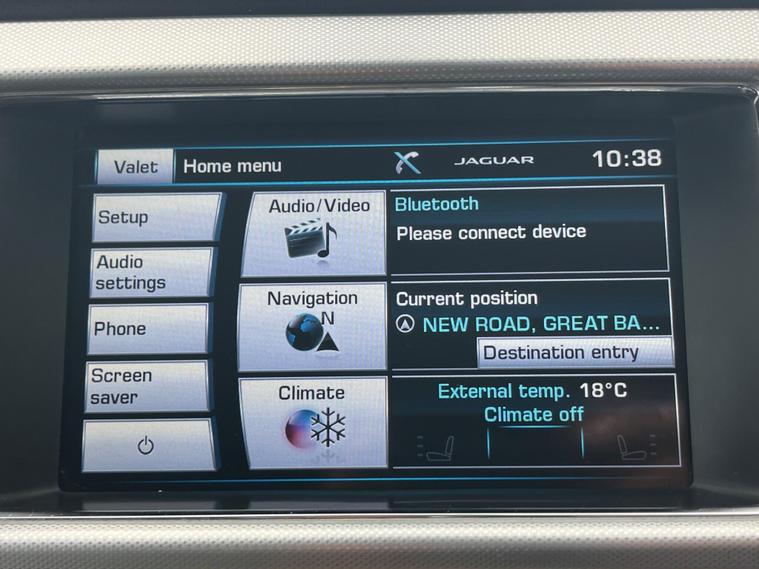 Valet Home menu JAGUAR 10:38
Setup
Audio
settings
Phone
Screen
saver
Audio/Video
Navigation
N
Climate
Bluetooth
Please connect device
Current position
NEW ROAD, GREAT BA...
Destination entry
External temp. 18°C
Climate off